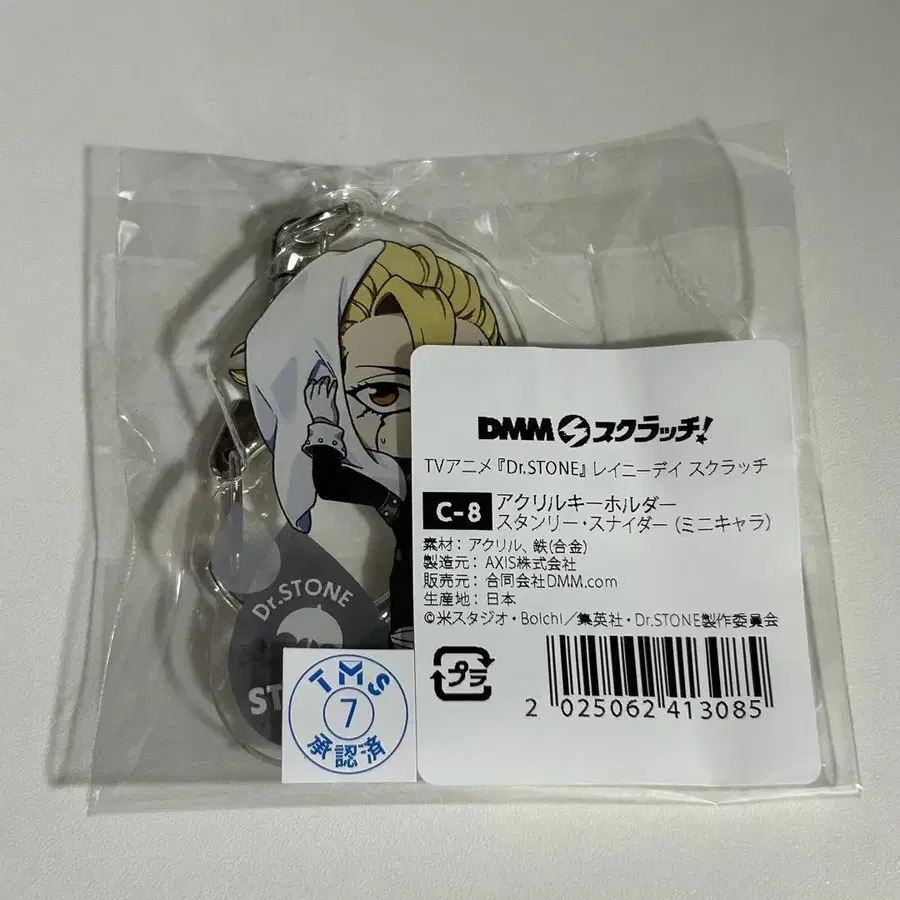 DMMスクラッチ!
TVアニメ『Dr.STONE』レイニーデイ スクラッチ
C-8
アクリルキーホルダー
スタンリー・スナイダー (ミニキャラ)
素材: アクリル、鉄(合金)
製造元: AXIS株式会社
販売元: 合同会社DMM.com
生産地: 日本
©米スタジオ・Boichi/集英社・Dr.STONE製作委員会
プラ
2 025062 413085
Dr.STONE
ST
TMS
7
承認済